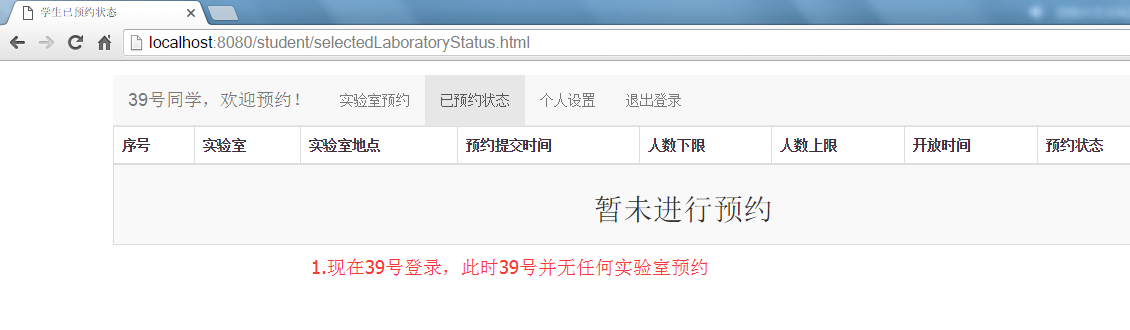 学生已预约状态
localhost:8080/student/selectedLaboratoryStatus.html
39号同学，欢迎预约！ 实验室预约 已预约状态 个人设置 退出登录
序号 实验室 实验室地点 预约提交时间 人数下限 人数上限 开放时间 预约状态
暂未进行预约
1.现在39号登录，此时39号并无任何实验室预约